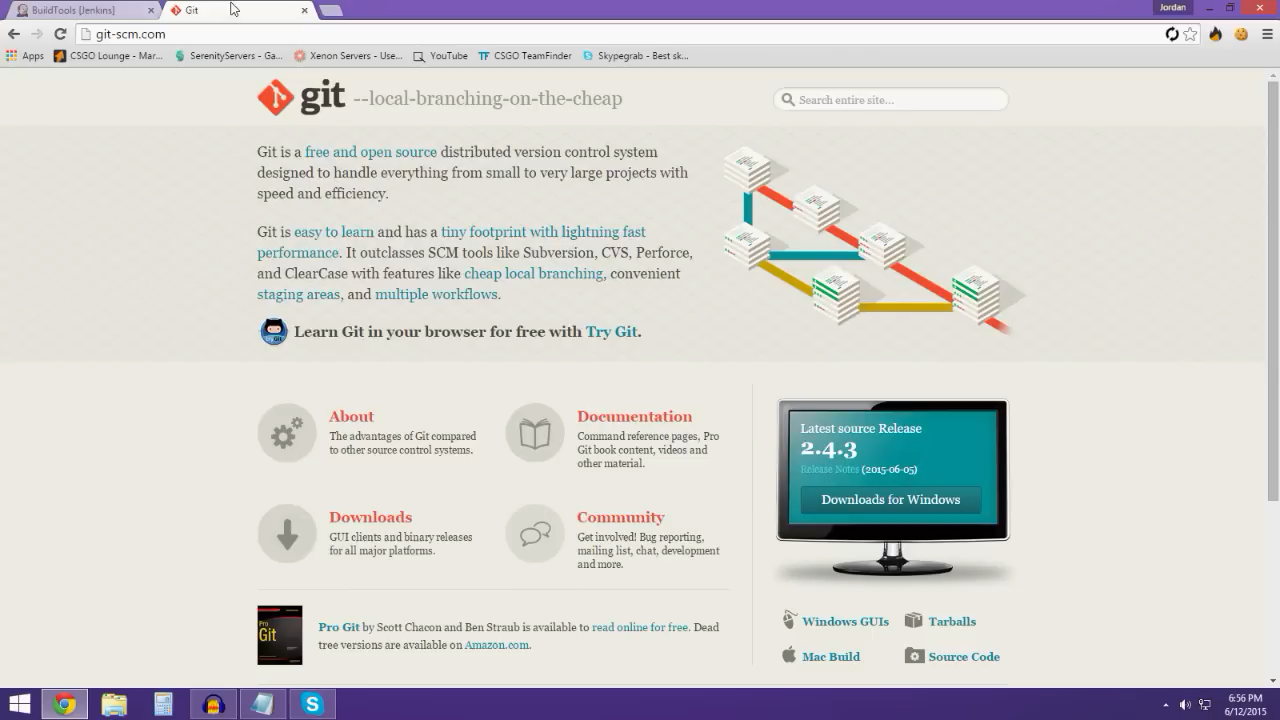 BuildTools [Jenkins]
Git
Jordan
git-scm.com
Apps
CSGO Lounge - Mar...
SerenityServers - Ga...
Xenon Servers - Use...
YouTube
TF CSGO TeamFinder
Skypegrab - Best sk...
git --local-branching-on-the-cheap
Search entire site...
Git is a free and open source distributed version control system
designed to handle everything from small to very large projects with
speed and efficiency.
Git is easy to learn and has a tiny footprint with lightning fast
performance. It outclasses SCM tools like Subversion, CVS, Perforce,
and ClearCase with features like cheap local branching, convenient
staging areas, and multiple workflows.
Learn Git in your browser for free with Try Git.
About
The advantages of Git compared
to other source control systems.
Documentation
Command reference pages, Pro
Git book content, videos and
other material.
Downloads
GUI clients and binary releases
for all major platforms.
Community
Get involved! Bug reporting,
mailing list, chat, development
and more.
Latest source Release
2.4.3
Release Notes (2015-06-05)
Downloads for Windows
Pro
Git
Pro Git by Scott Chacon and Ben Straub is available to read online for free. Dead
tree versions are available on Amazon.com.
Windows GUIs
Tarballs
Mac Build
Source Code
6:56 PM
6/12/2015